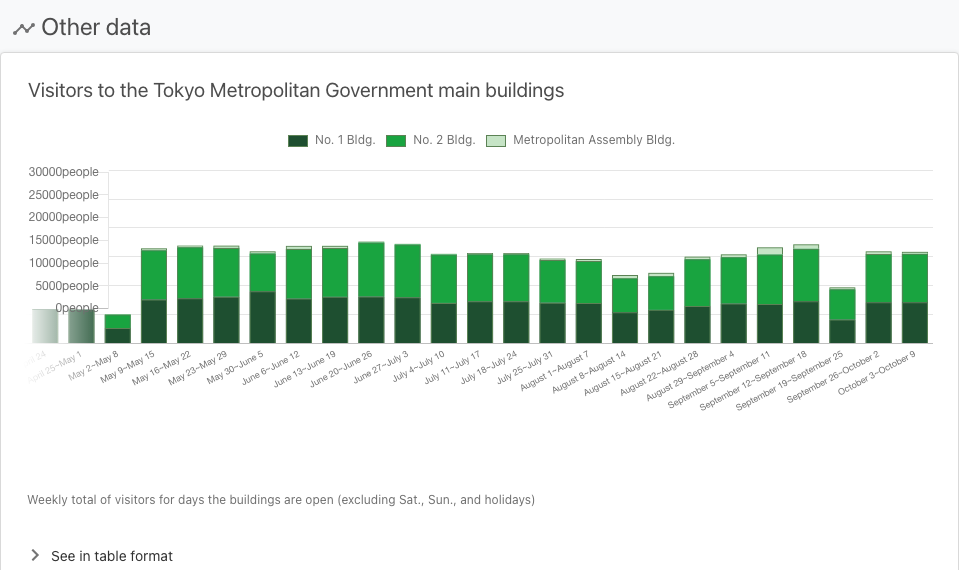 Other data
Visitors to the Tokyo Metropolitan Government main buildings
No. 1 Bldg. No. 2 Bldg. Metropolitan Assembly Bldg.
30000people
25000people
20000people
15000people
10000people
5000people
0people
24
April 25~May 1
May 2~May 8
May 9~May 15
May 16~May 22
May 23~May 29
May 30~June 5
June 6~June 12
June 13~June 19
June 20~June 26
June 27~July 3
July 4~July 10
July 11~July 17
July 18~July 24
July 25~July 31
August 1~August 7
August 8~August 14
August 15~August 21
August 22~August 28
August 29~September 4
September 5~September 11
September 12~September 18
September 19~September 25
September 26~October 2
October 3~October 9
Weekly total of visitors for days the buildings are open (excluding Sat., Sun., and holidays)
See in table format